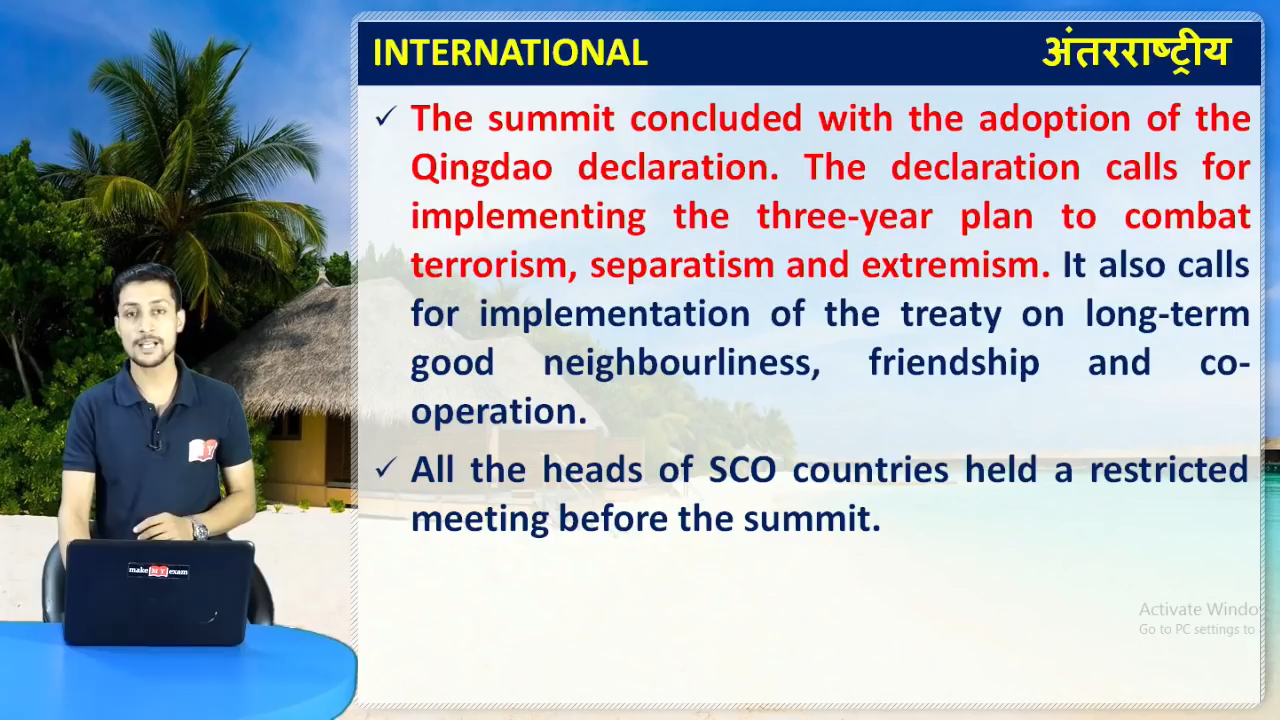 INTERNATIONAL अंतरराष्ट्रीय
✓ The summit concluded with the adoption of the
Qingdao declaration. The declaration calls for
implementing the three-year plan to combat
terrorism, separatism and extremism. It also calls
for implementation of the treaty on long-term
good neighbourliness, friendship and co-
operation.
✓ All the heads of SCO countries held a restricted
meeting before the summit.
Activate Windo
Go to PC settings to
make MY exam